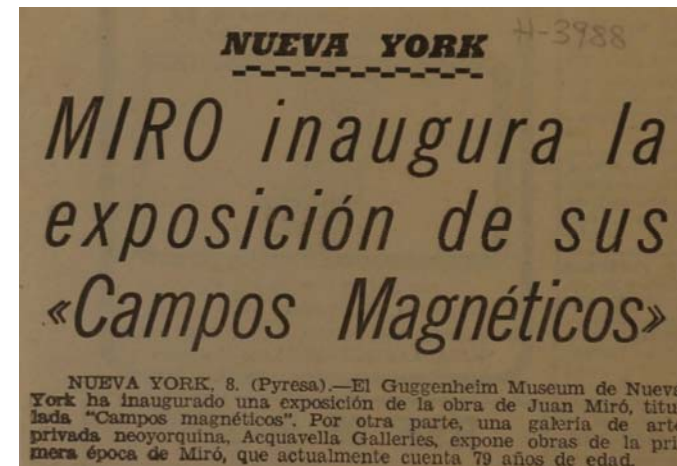 H-3988
NUEVA YORK
MIRO inaugura la
exposición de sus
«Campos Magnéticos»
NUEVA YORK, 8. (Pyresa).—El Guggenheim Museum de Nueva
York ha inaugurado una exposición de la obra de Juan Miró, titu
lada "Campos magnéticos". Por otra parte, una galería de arte
privada neoyorquina, Acquavella Galleries, expone obras de la pri
mera época de Miró, que actualmente cuenta 79 años de edad.